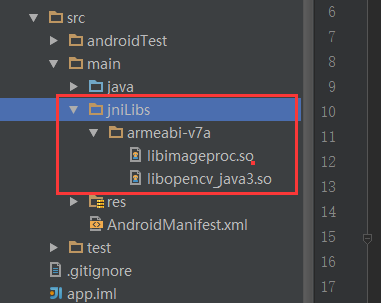 src
androidTest
main
java
jniLibs
armeabi-v7a
libimageproc.so
libopencv_java3.so
res
AndroidManifest.xml
test
.gitignore
app.iml
6
7
8
9
10
11
12
13
14
15
16
17